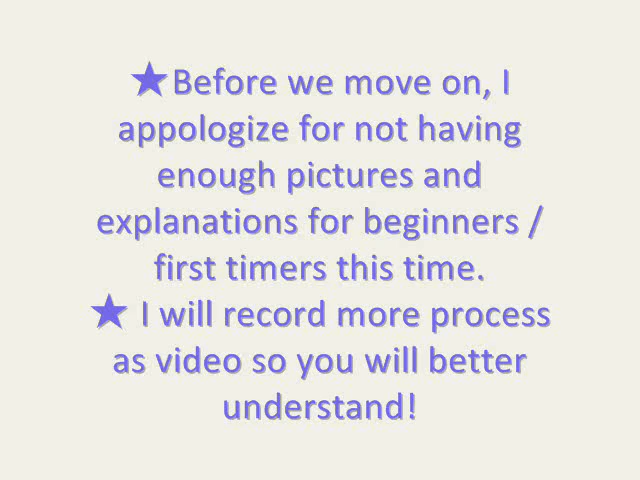 ★Before we move on, I
appologize for not having
enough pictures and
explanations for beginners /
first timers this time.
★ I will record more process
as video so you will better
understand!